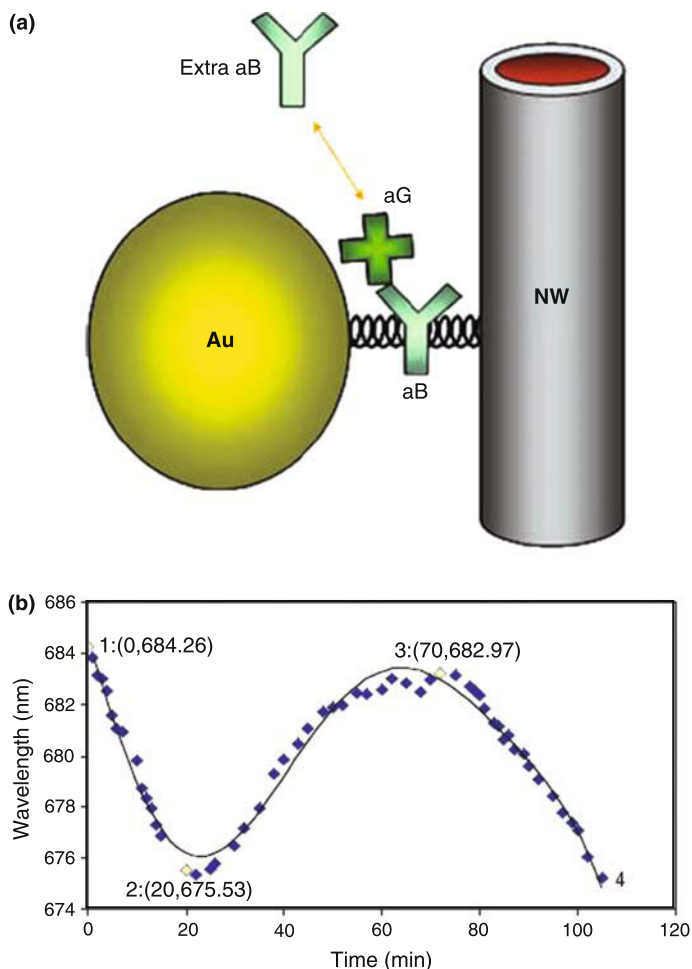 (a)
Extra aB
aG
NW
Au
aB
(b)
686
684
682
680
678
676
674
Wavelength (nm)
1:(0,684.26)
3:(70,682.97)
2:(20,675.53)
4
0
20
40
60
80
100
120
Time (min)